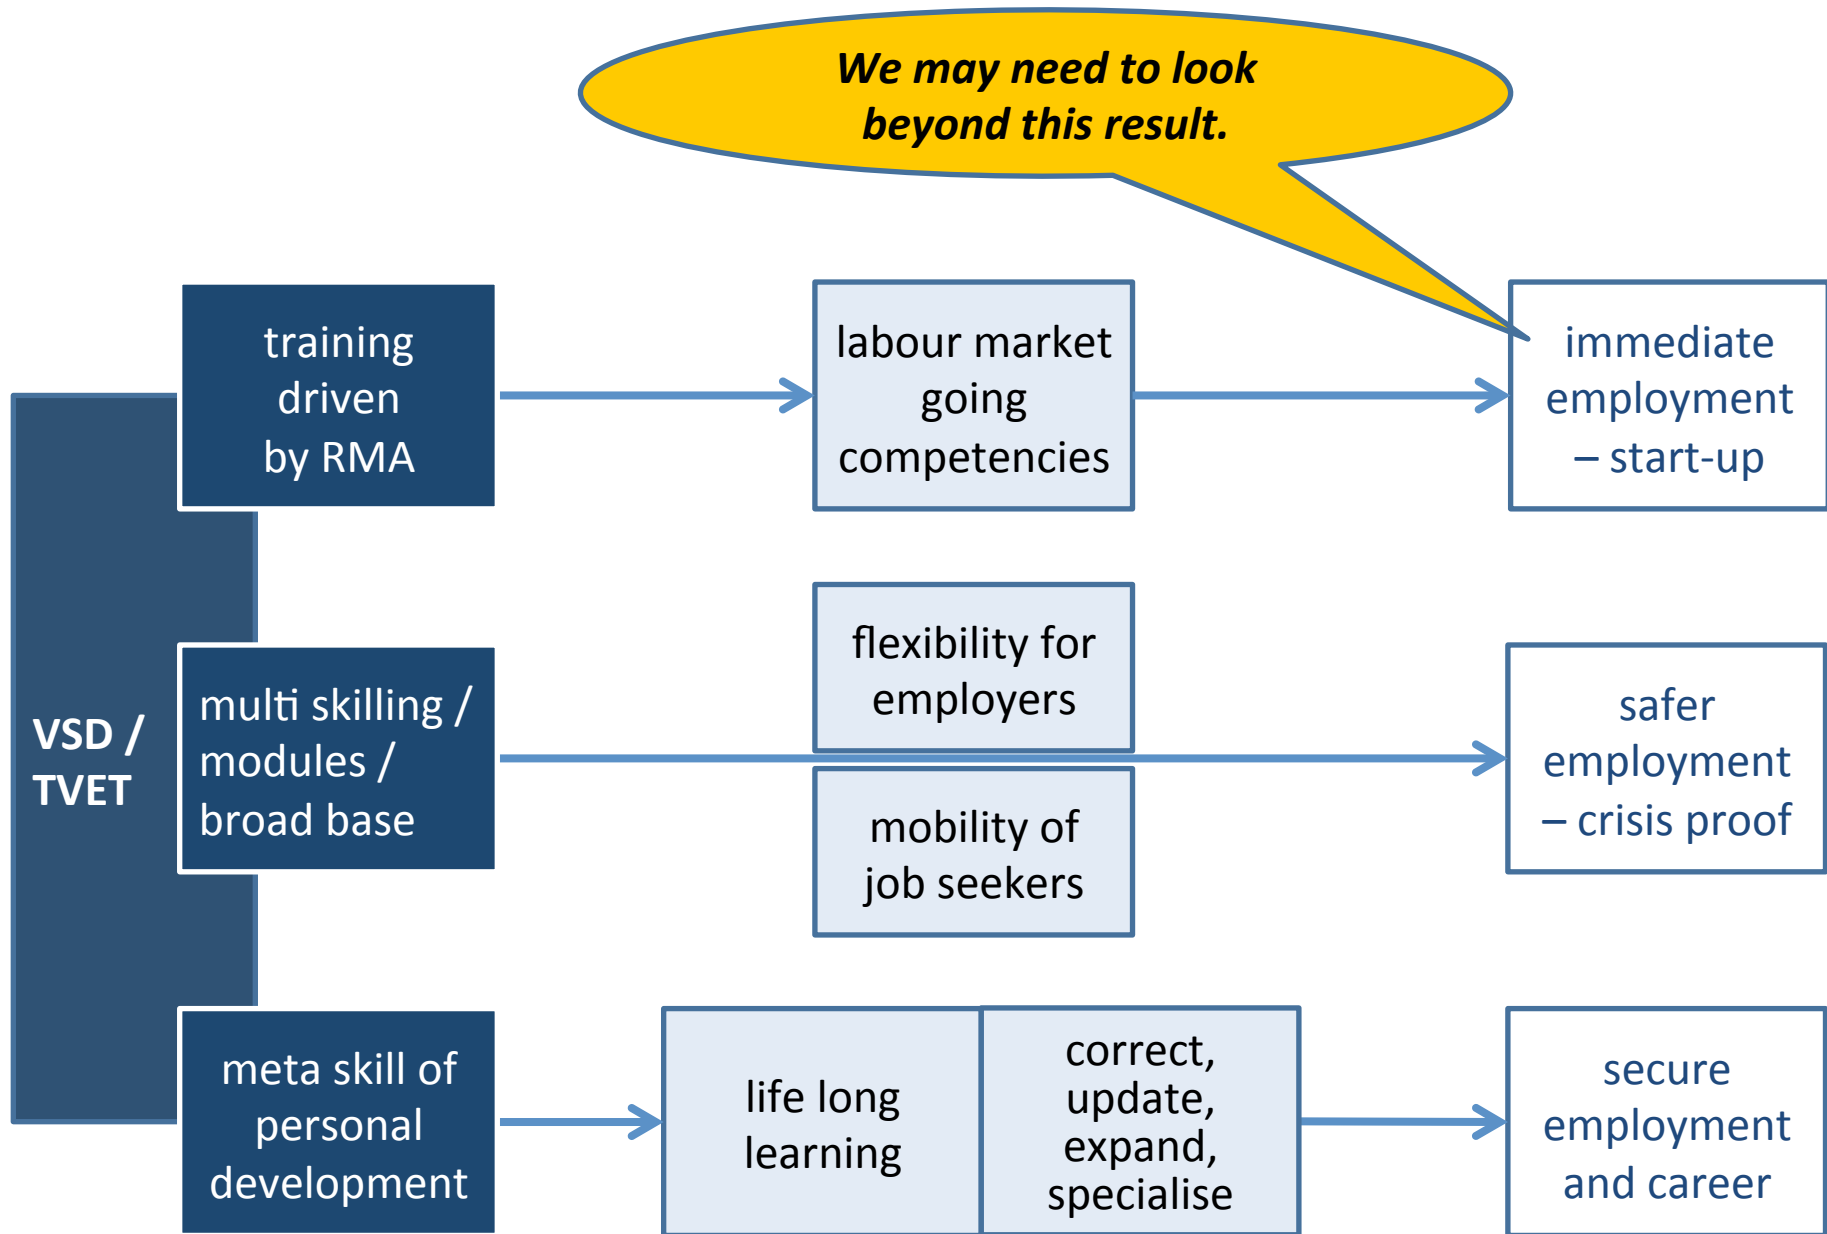 We may need to look
beyond this result.
training
driven
by RMA
labour market
going
competencies
immediate
employment
– start-up
VSD /
TVET
multi skilling /
modules /
broad base
flexibility for
employers
mobility of
job seekers
safer
employment
– crisis proof
meta skill of
personal
development
life long
learning
correct,
update,
expand,
specialise
secure
employment
and career